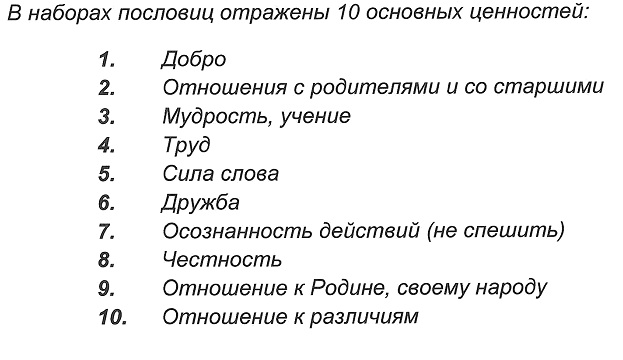 В наборах пословиц отражены 10 основных ценностей:
1. Добро
2. Отношения с родителями и со старшими
3. Мудрость, учение
4. Труд
5. Сила слова
6. Дружба
7. Осознанность действий (не спешить)
8. Честность
9. Отношение к Родине, своему народу
10. Отношение к различиям